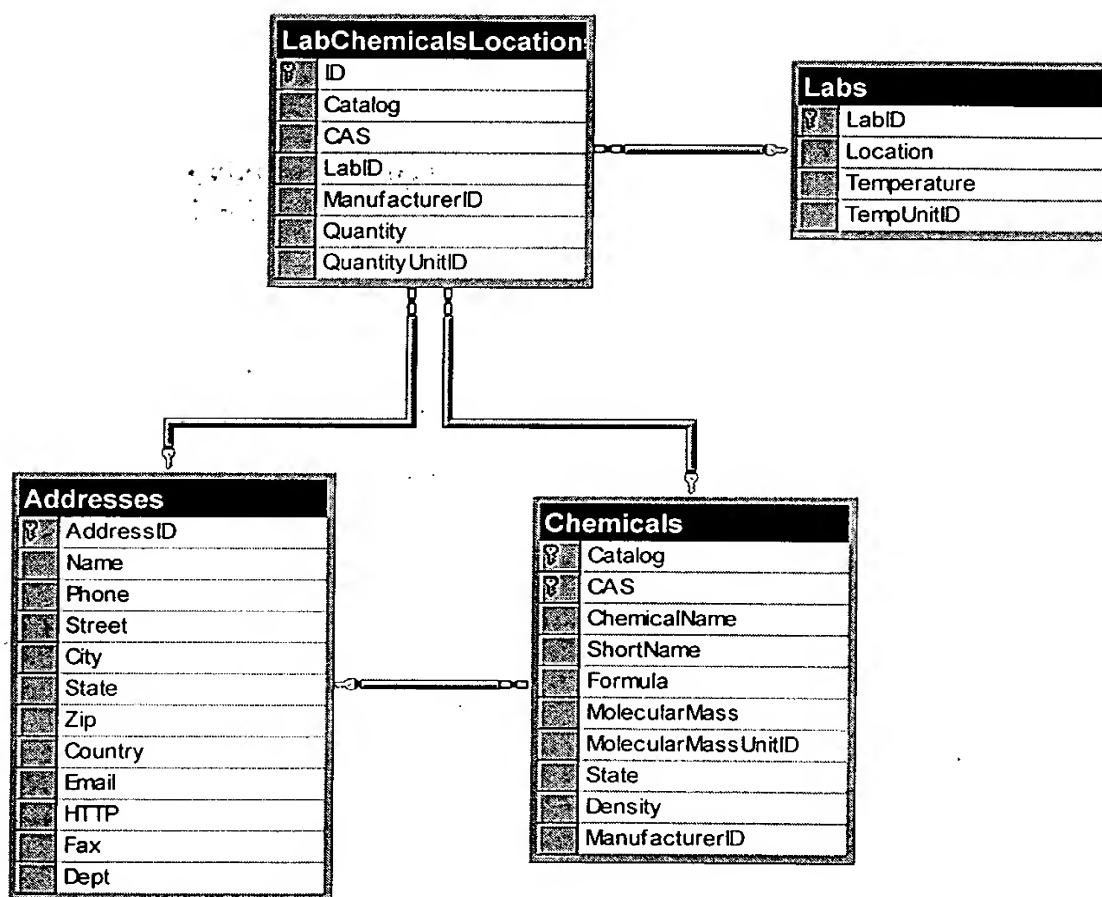 LabChemicalsLocations
ID
Catalog
CAS
LabID
ManufacturerID
Quantity
QuantityUnitID
Labs
LabID
Location
Temperature
TempUnitID
Addresses
AddressID
Name
Phone
Street
City
State
Zip
Country
Email
HTTP
Fax
Dept
Chemicals
Catalog
CAS
ChemicalName
ShortName
Formula
MolecularMass
MolecularMassUnitID
State
Density
ManufacturerID